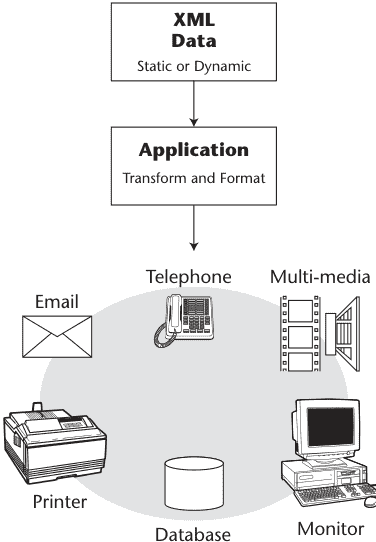 XML
Data
Static or Dynamic
Application
Transform and Format
Telephone
Multi-media
Email
Printer
Database
Monitor